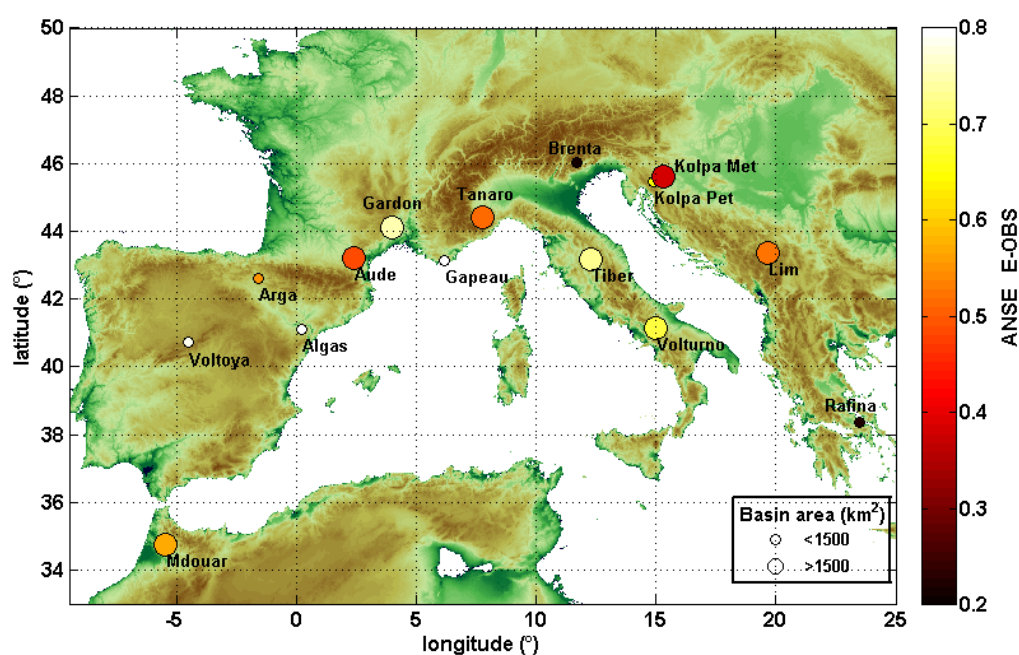 50
48
46
44
42
40
38
36
34
latitude (°)
-5
0
5
10
15
20
25
longitude (°)
Brenta
Kolpa Met
Kolpa Pet
Tanaro
Gardon
Aude
Gapeau
Tiber
Lim
Arga
Algas
Voltoya
Volturno
Rafina
Mdouar
Basin area (km²)
<1500
>1500
0.8
0.7
0.6
0.5
0.4
0.3
0.2
ANSE E-OBS